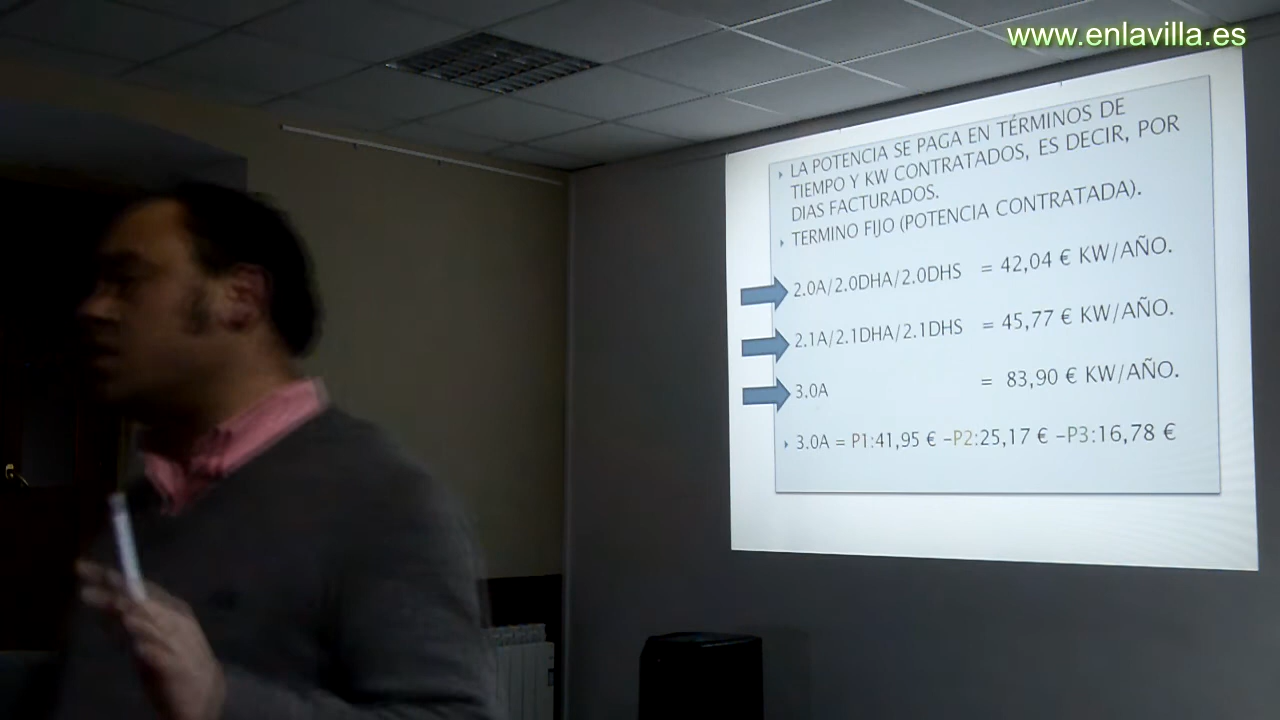 www.enlavilla.es
LA POTENCIA SE PAGA EN TÉRMINOS DE
TIEMPO Y KW CONTRATADOS, ES DECIR, POR
DIAS FACTURADOS.
TERMINO FIJO (POTENCIA CONTRATADA).
2.0A/2.0DHA/2.0DHS = 42,04 € KW/AÑO.
2.1A/2.1DHA/2.1DHS = 45,77 € KW/AÑO.
3.0A = 83,90 € KW/AÑO.
3.0A = P1:41,95 € –P2:25,17 € –P3:16,78 €